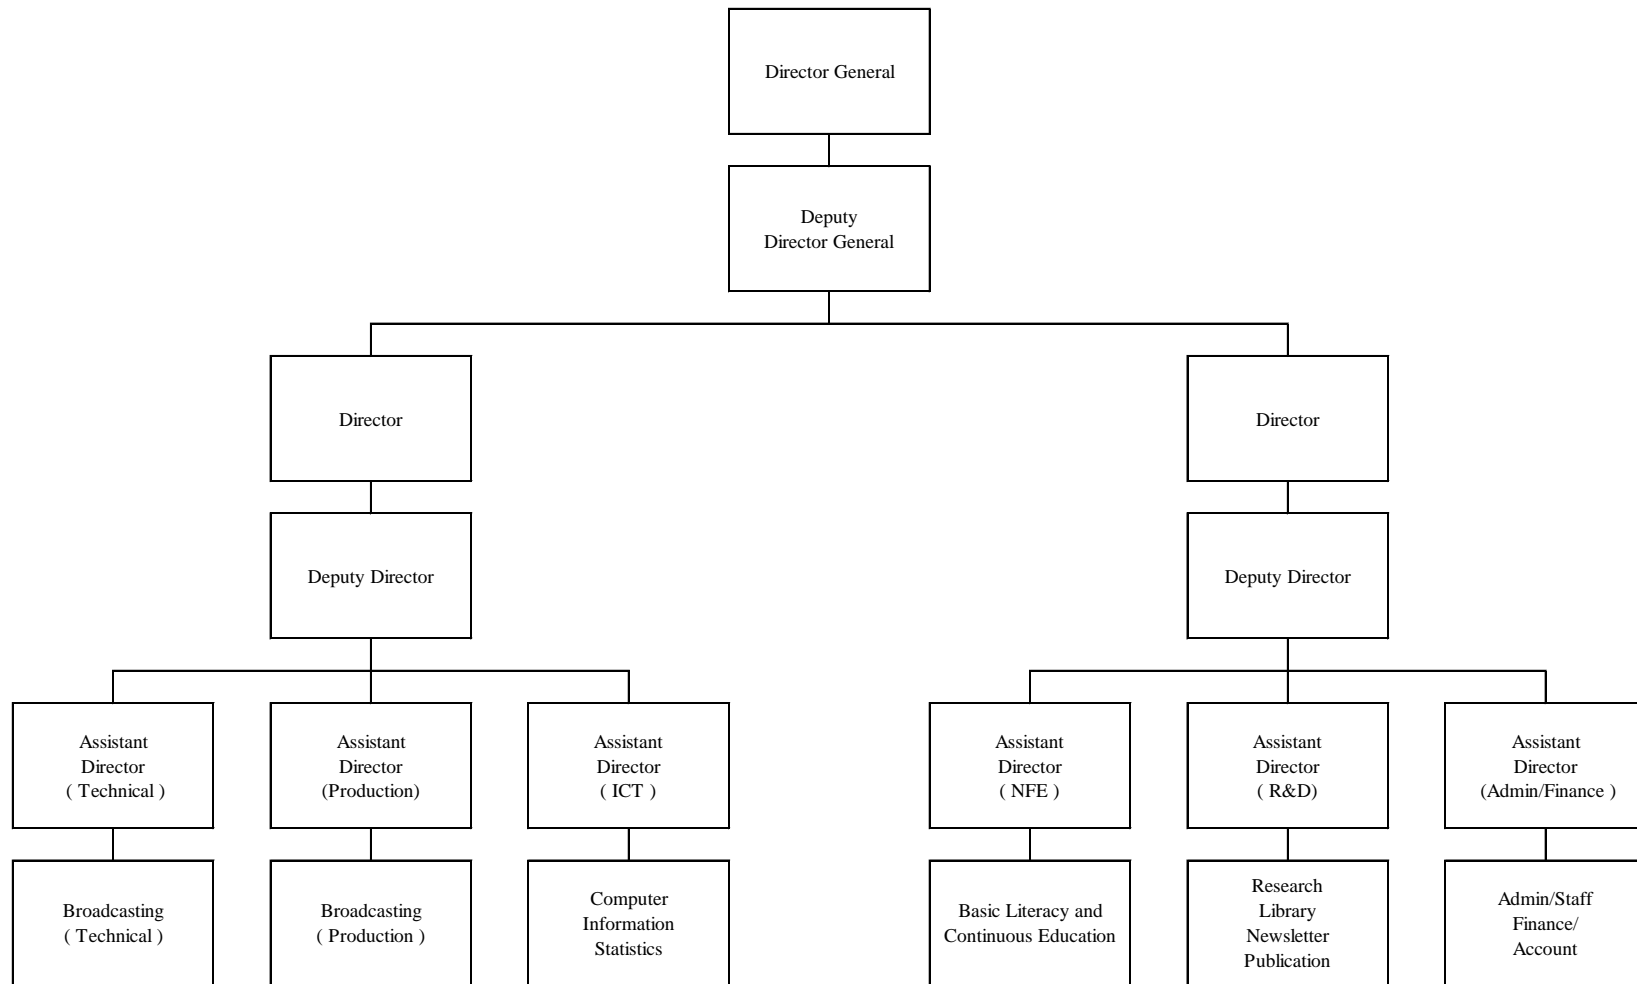 Director General
Deputy
Director General
Director
Director
Deputy Director
Deputy Director
Assistant
Director
( Technical )
Assistant
Director
(Production)
Assistant
Director
( ICT )
Assistant
Director
( NFE )
Assistant
Director
( R&D)
Assistant
Director
(Admin/Finance )
Broadcasting
( Technical )
Broadcasting
( Production )
Computer
Information
Statistics
Basic Literacy and
Continuous Education
Research
Library
Newsletter
Publication
Admin/Staff
Finance/
Account